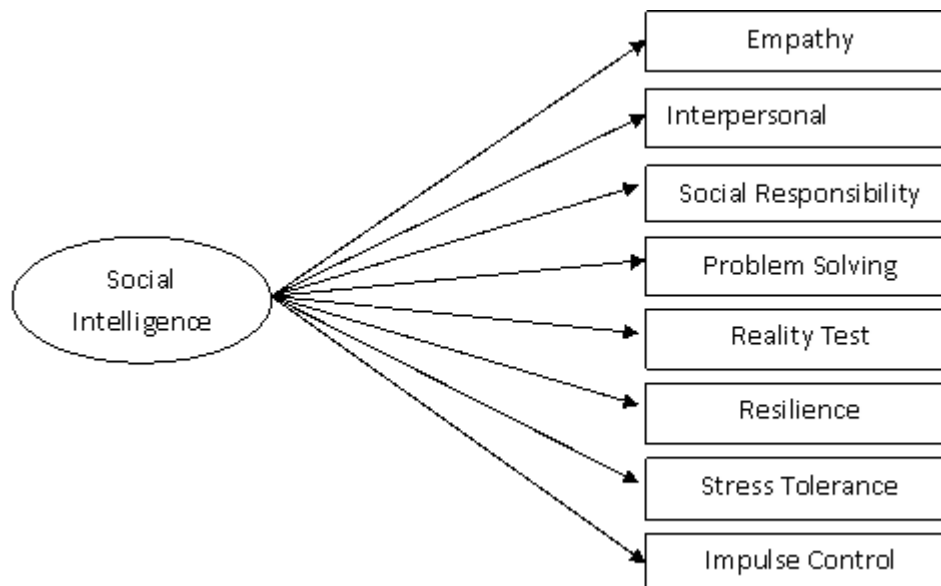 Social
Intelligence
Empathy
Interpersonal
Social Responsibility
Problem Solving
Reality Test
Resilience
Stress Tolerance
Impulse Control